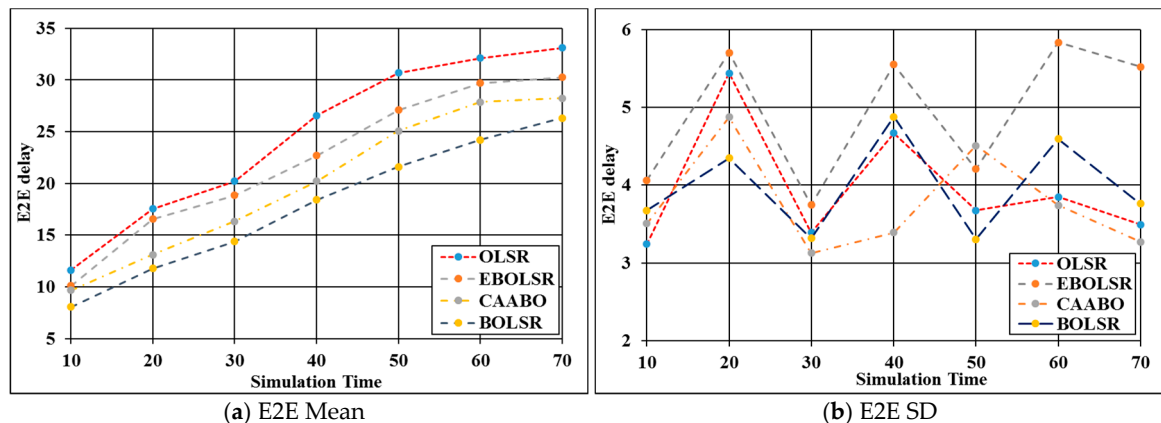 35
30
25
20
15
10
5
E2E delay
10 20 30 40 50 60 70
Simulation Time
OLSR
EBOLSR
CAABO
BOLSR
(a) E2E Mean
6
5
4
3
2
E2E delay
10 20 30 40 50 60 70
Simulation Time
OLSR
EBOLSR
CAABO
BOLSR
(b) E2E SD